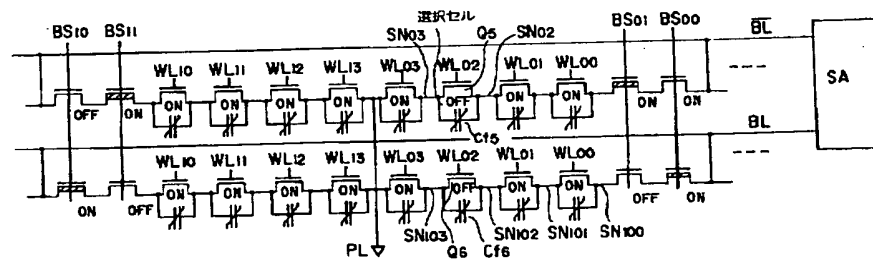 選択セル
BS10 BS11 SN03 Q5 SN02 BS01 BS00 BL
WL10 WL11 WL12 WL13 WL03 WL02 WL01 WL00
SA
ON ON ON ON ON OFF ON ON
OFF ON ON ON
Cf5
BL
WL10 WL11 WL12 WL13 WL03 WL02 WL01 WL00
ON ON ON ON ON OFF ON ON
ON OFF OFF ON
SN103 SN102 SN101 SN100
PL Q6 Cf6